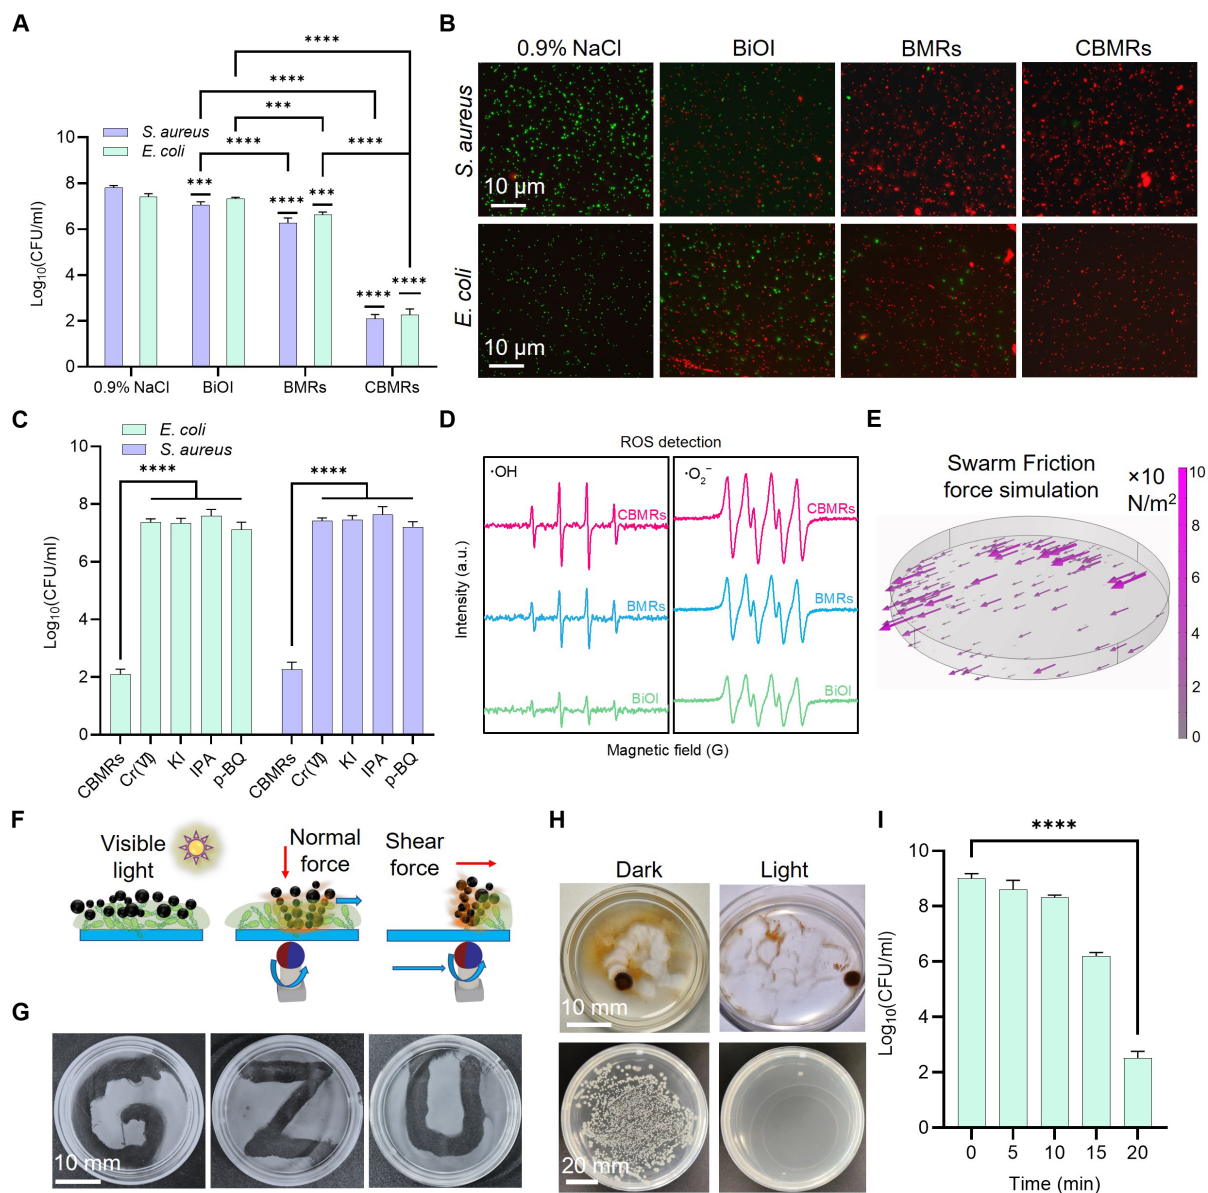 A
****
****
***
****
****
S. aureus
E. coli
***
****
***
****
****
10
8
6
4
2
0
Log10(CFU/ml)
0.9% NaCl
BiOI
BMRs
CBMRs
B
0.9% NaCl
BiOI
BMRs
CBMRs
S. aureus
10 μm
E. coli
10 μm
C
E. coli
S. aureus
****
****
10
8
6
4
2
0
Log10(CFU/ml)
CBMRs
Cr(VI)
KI
IPA
p-BQ
CBMRs
Cr(VI)
KI
IPA
p-BQ
D
ROS detection
·OH
·O2−
CBMRs
CBMRs
BMRs
BMRs
BiOI
BiOI
Intensity (a.u.)
Magnetic field (G)
E
Swarm Friction
force simulation
×10
N/m2
10
8
6
4
2
0
F
Visible
light
Normal
force
Shear
force
G
10 mm
H
Dark
Light
10 mm
20 mm
I
****
10
8
6
4
2
0
Log10(CFU/ml)
0
5
10
15
20
Time (min)